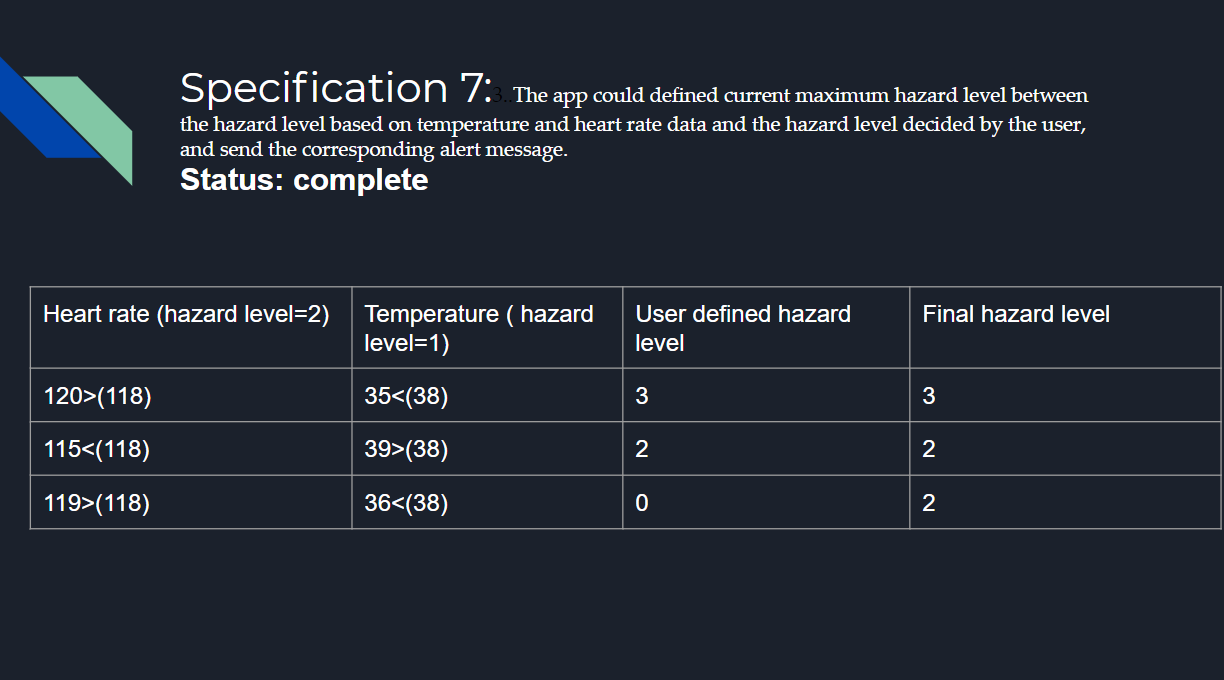 Specification 7:3..The app could defined current maximum hazard level between
the hazard level based on temperature and heart rate data and the hazard level decided by the user,
and send the corresponding alert message.
Status: complete
Heart rate (hazard level=2)
Temperature ( hazard
level=1)
User defined hazard
level
Final hazard level
120>(118)
35<(38)
3
3
115<(118)
39>(38)
2
2
119>(118)
36<(38)
0
2